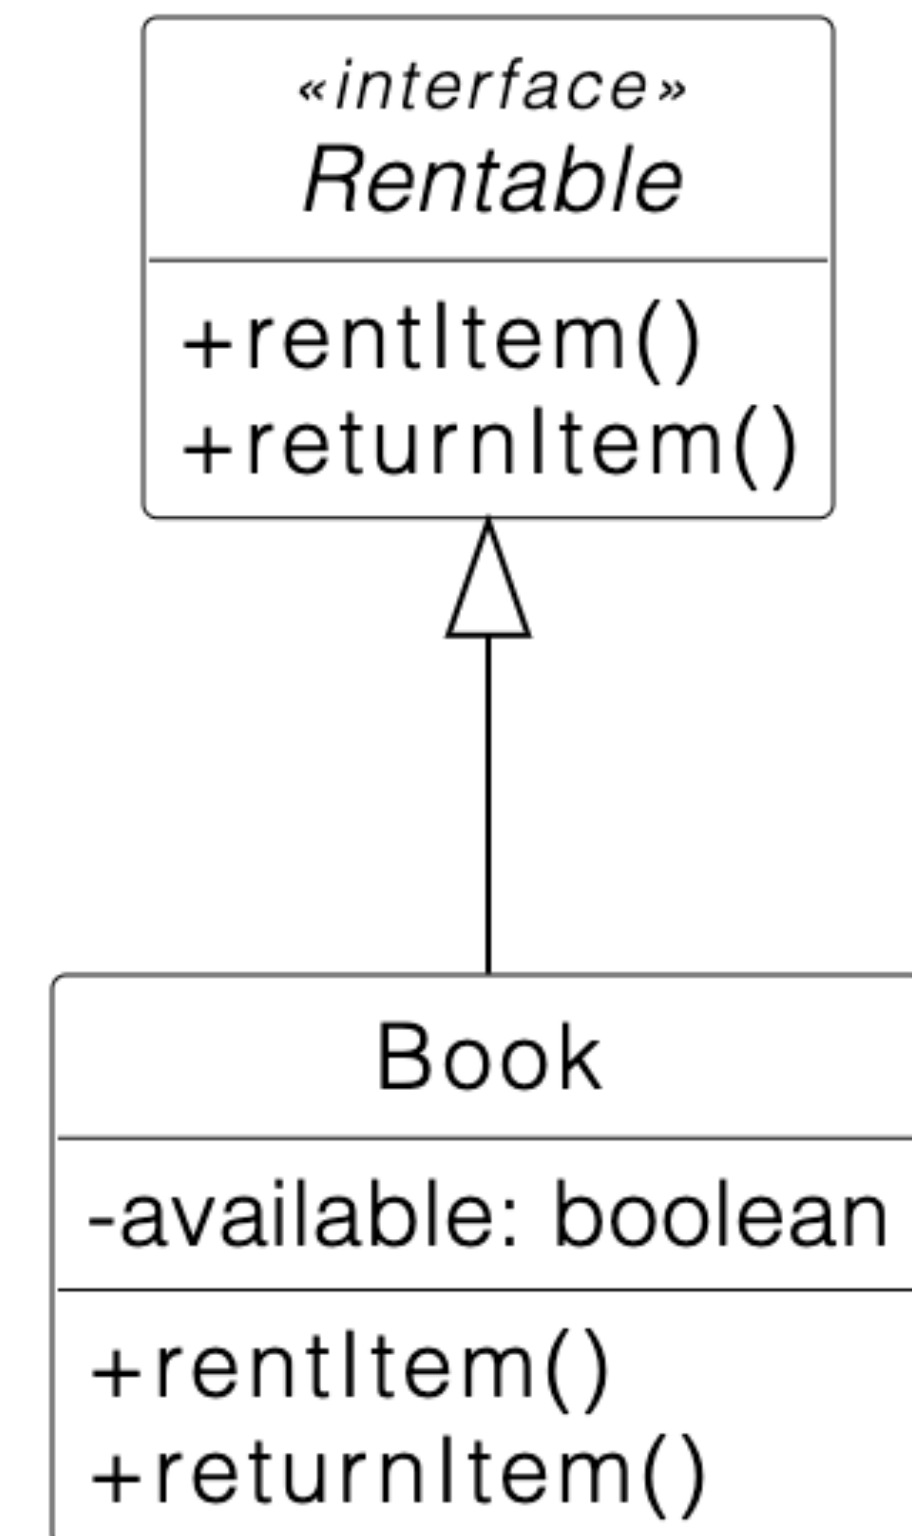 «interface»
Rentable
+rentItem()
+returnItem()
Book
-available: boolean
+rentItem()
+returnItem()